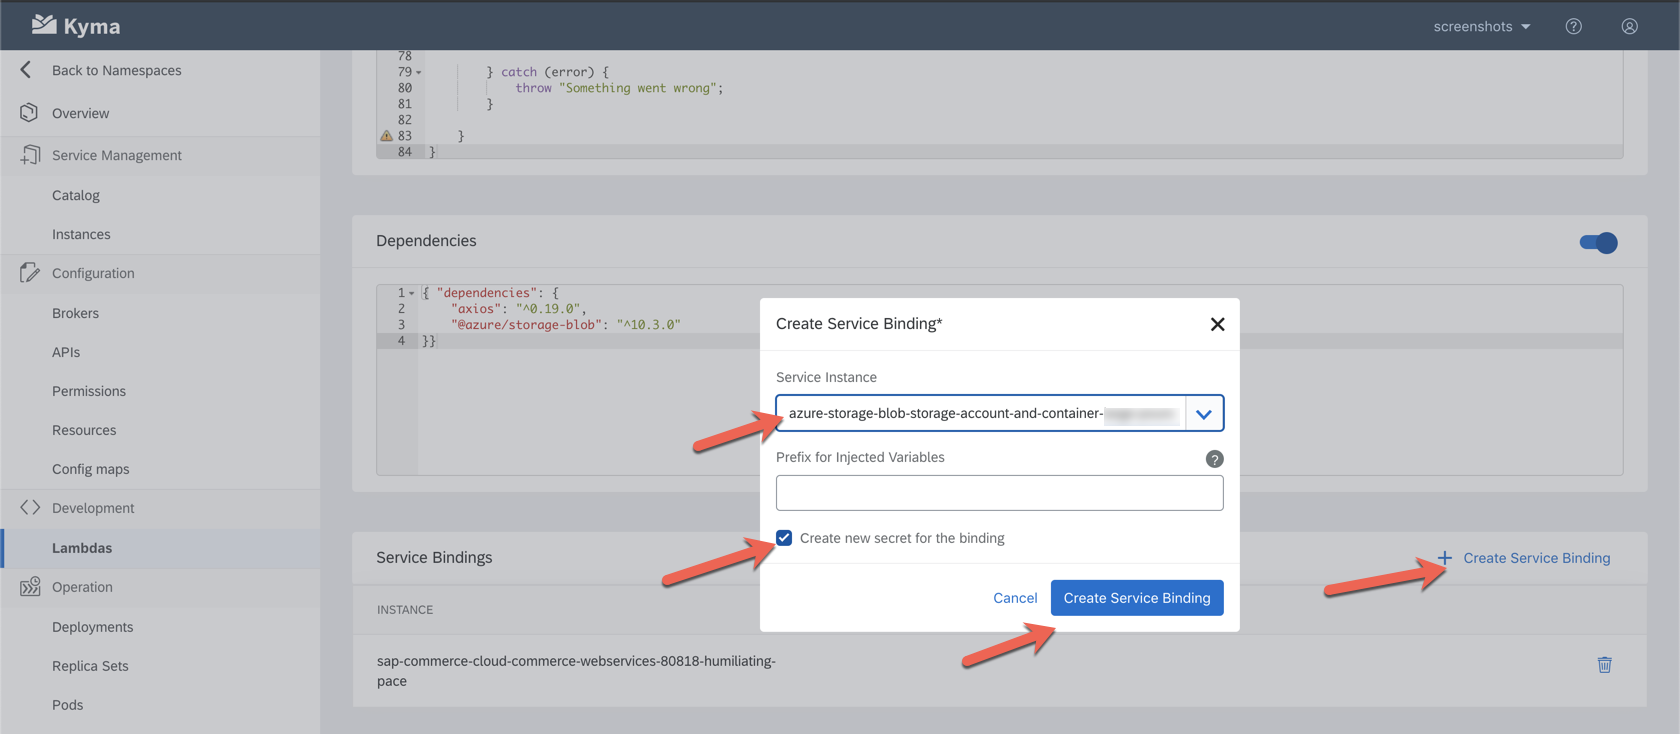 Kyma
screenshots
Back to Namespaces
Overview
Service Management
Catalog
Instances
Configuration
Brokers
APIs
Permissions
Resources
Config maps
Development
Lambdas
Operation
Deployments
Replica Sets
Pods
78
79 } catch (error) {
80 throw "Something went wrong";
81 }
82
83 }
84 }
Dependencies
1 { "dependencies": {
2 "axios": "^0.19.0",
3 "@azure/storage-blob": "^10.3.0"
4 }}
Create Service Binding*
Service Instance
azure-storage-blob-storage-account-and-container-
Prefix for Injected Variables
?
Create new secret for the binding
Cancel
Create Service Binding
Service Bindings
+ Create Service Binding
INSTANCE
sap-commerce-cloud-commerce-webservices-80818-humiliating-
pace